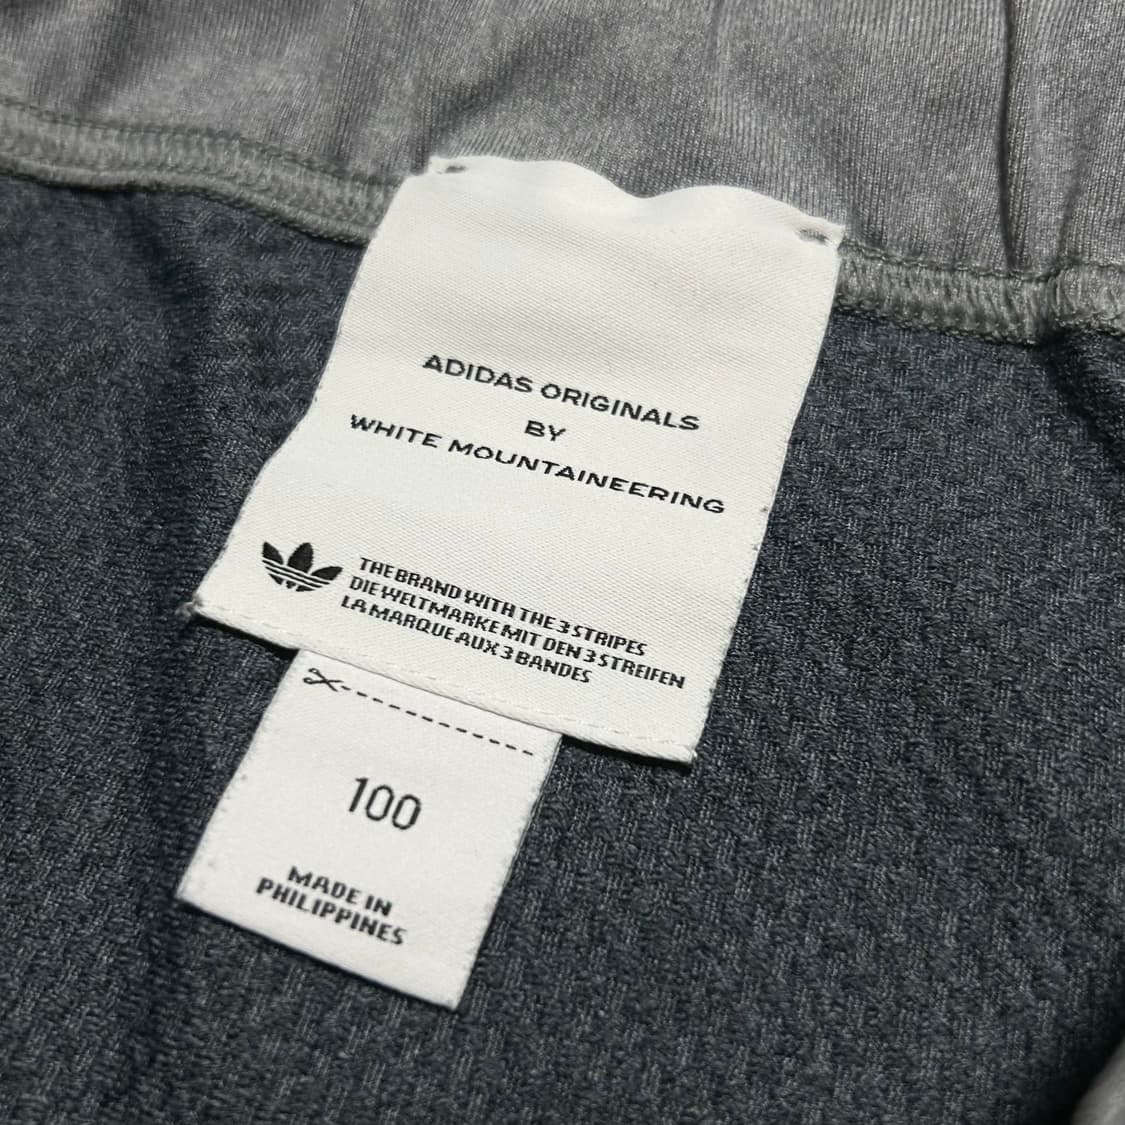 ADIDAS ORIGINALS
BY
WHITE MOUNTAINEERING
THE BRAND WITH THE 3 STRIPES
DIE WELTMARKE MIT DEN 3 STREIFEN
LA MARQUE AUX 3 BANDES
100
MADE IN
PHILIPPINES